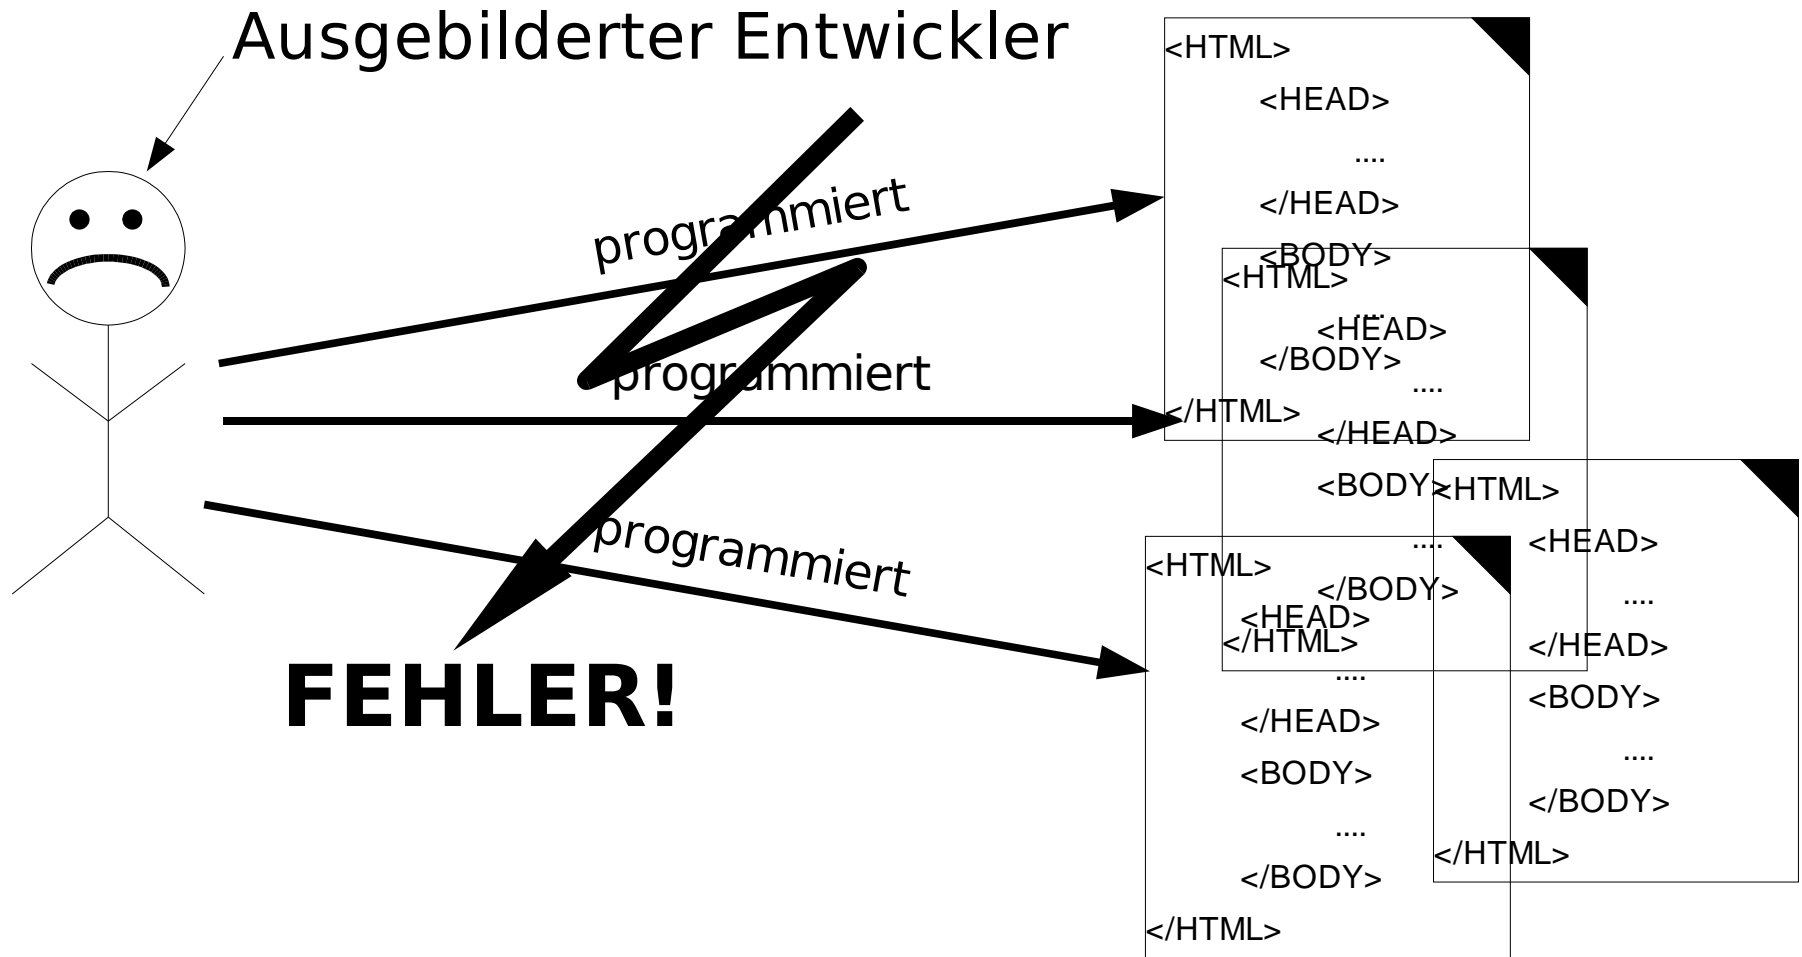 Ausgebilderter Entwickler
programmiert
programmiert
programmiert
FEHLER!
<HTML>
<HEAD>
....
</HEAD>
<BODY>
....
</BODY>
</HTML>
<HTML>
<HEAD>
....
</HEAD>
<BODY>
....
</BODY>
</HTML>
<HTML>
<HEAD>
....
</HEAD>
<BODY>
....
</BODY>
</HTML>
<HTML>
<HEAD>
....
</HEAD>
<BODY>
....
</BODY>
</HTML>